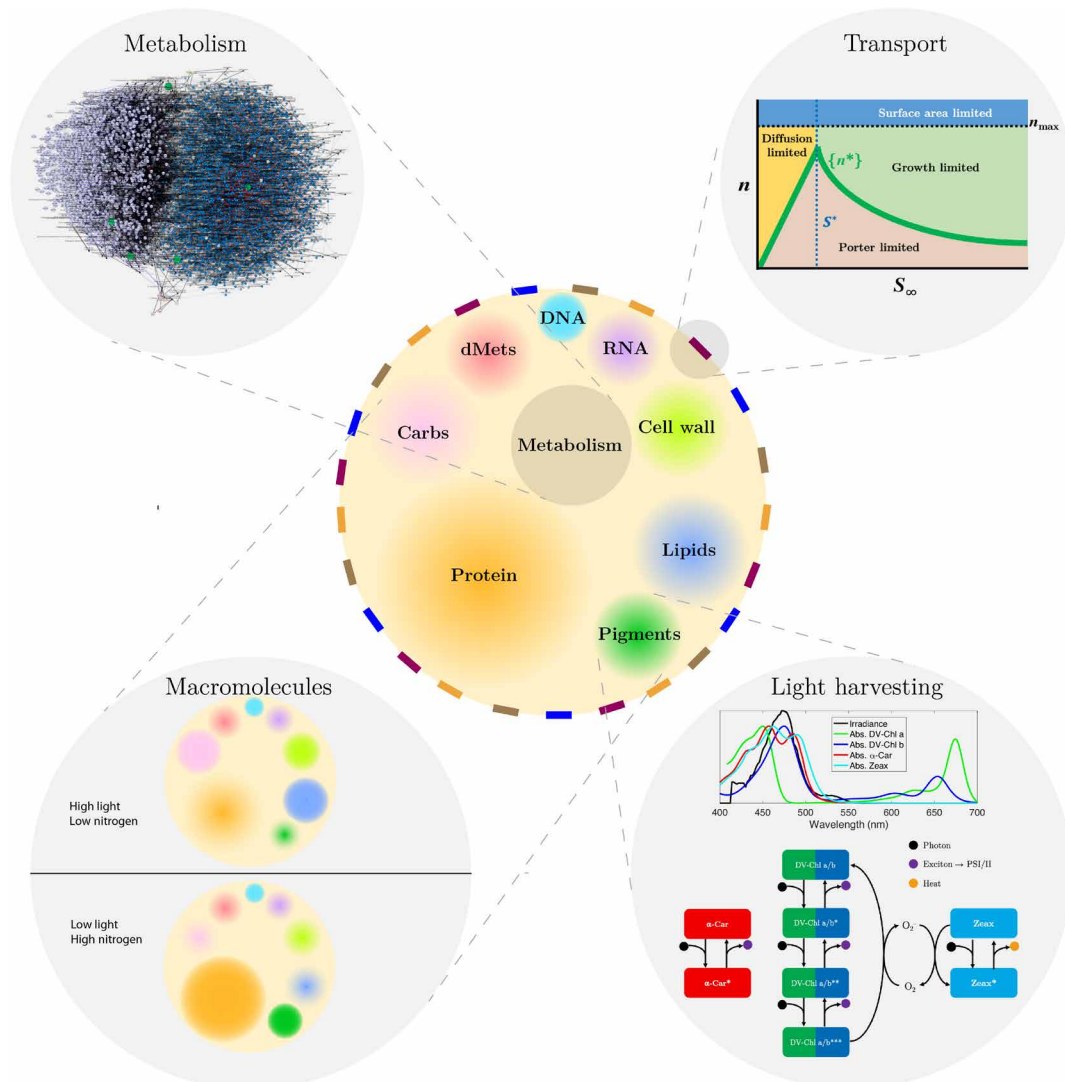 Metabolism
Transport
Surface area limited
n_max
Diffusion
limited
{n*}
Growth limited
n
S*
Porter limited
S∞
DNA
dMets
RNA
Carbs
Cell wall
Metabolism
Lipids
Protein
Pigments
Macromolecules
High light
Low nitrogen
Low light
High nitrogen
Light harvesting
Irradiance
Abs. DV-Chl a
Abs. DV-Chl b
Abs. α-Car
Abs. Zeax
400 450 500 550 600 650 700
Wavelength (nm)
Photon
Exciton → PSI/II
Heat
DV-Chl a/b
α-Car
DV-Chl a/b*
O₂⁻
Zeax
α-Car*
DV-Chl a/b**
O₂
Zeax*
DV-Chl a/b***